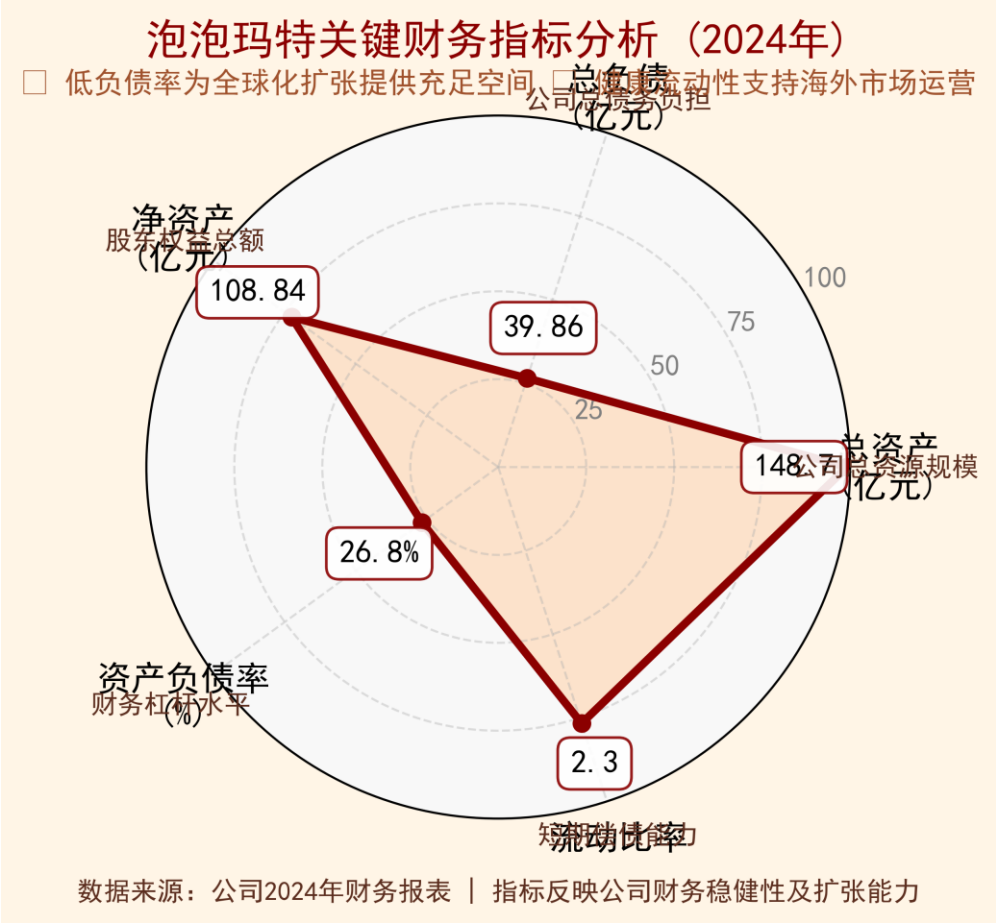 泡泡玛特关键财务指标分析 (2024年)
□ 低负债率为全球化扩张提供充足空间 □ 健康流动性支持海外市场运营
总负债
(亿元)
公司总债务负担
净资产
(亿元)
股东权益总额
108.84
100
75
50
25
39.86
总资产
(亿元)
公司总资源规模
148.7
26.8%
资产负债率
(%)
财务杠杆水平
2.3
流动比率
短期偿债能力
数据来源: 公司2024年财务报表 | 指标反映公司财务稳健性及扩张能力